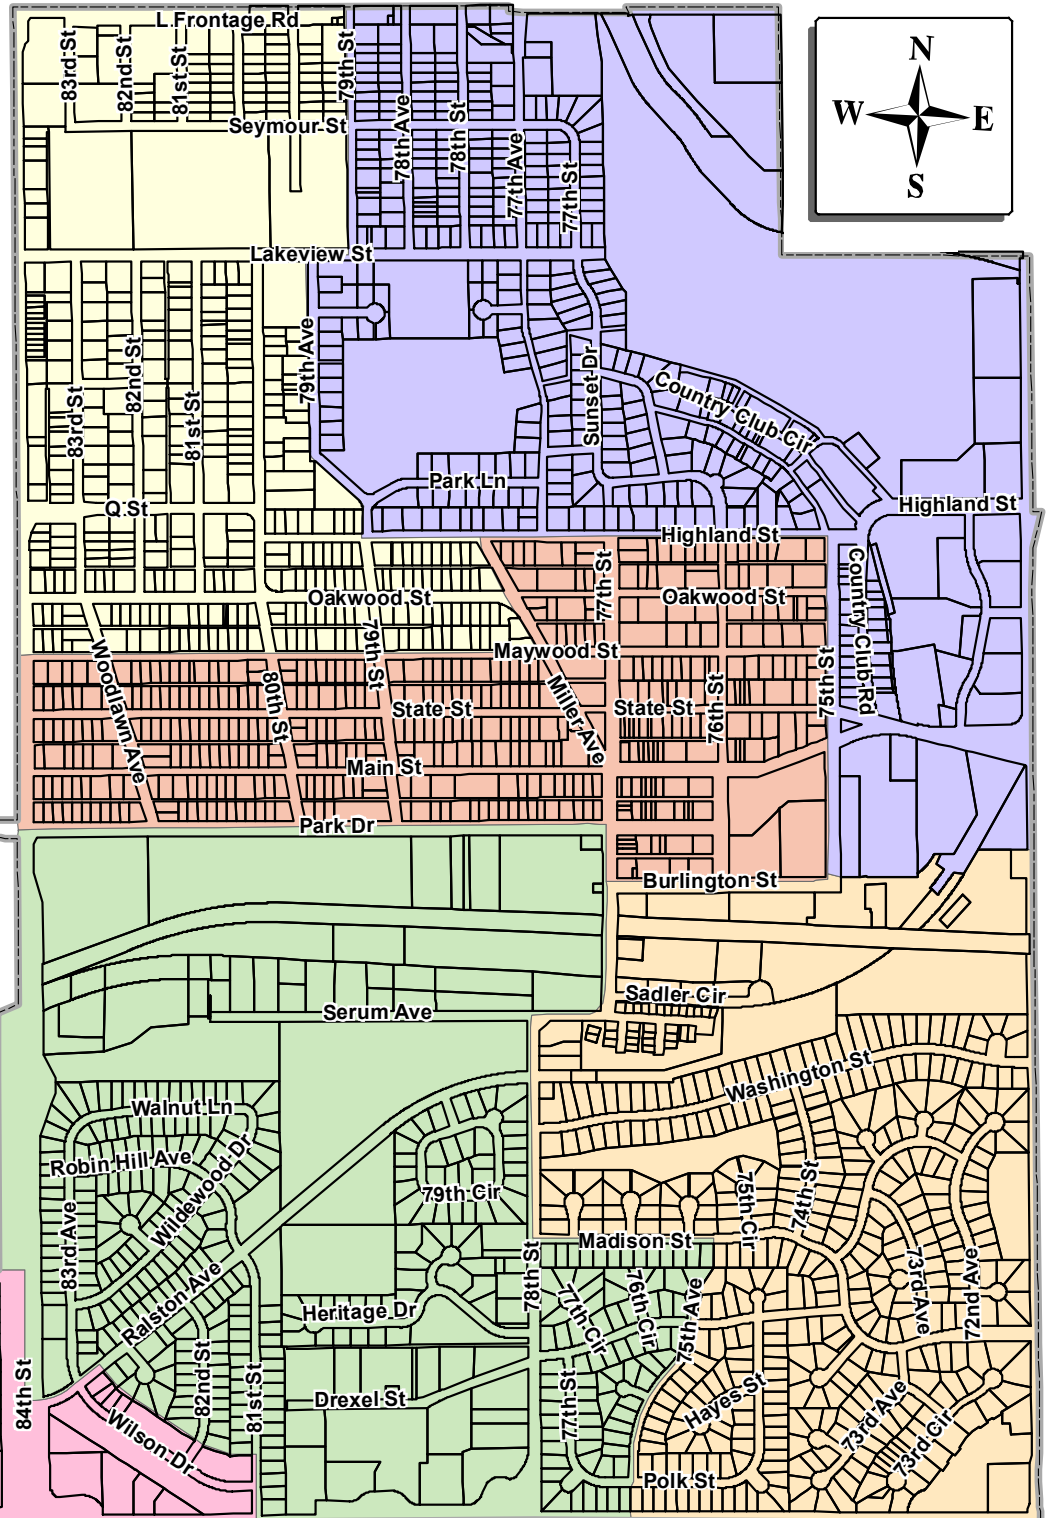 L Frontage Rd
83rd St
82nd St
81st St
79th St
N
W
E
S
Seymour St
78th Ave
78th St
77th Ave
77th St
Lakeview St
79th Ave
82nd St
83rd St
81st St
Sunset Dr
Country Club Cir
Park Ln
Q St
Highland St
Highland St
77th St
Oakwood St
Oakwood St
Country Club Rd
79th St
Maywood St
Woodlawn Ave
80th St
Miller Ave
75th St
76th St
State St
State St
Main St
Park Dr
Burlington St
Sadler Cir
Serum Ave
Washington St
Walnut Ln
Robin Hill Ave
Wildewood Dr
79th Cir
75th Cir
74th St
83rd Ave
Madison St
78th St
73rd Ave
72nd Ave
Ralston Ave
Heritage Dr
77th Cir
76th Cir
75th Ave
84th St
82nd St
81st St
Drexel St
77th St
Hayes St
73rd Ave
73rd Cir
Wilson Dr
Polk St